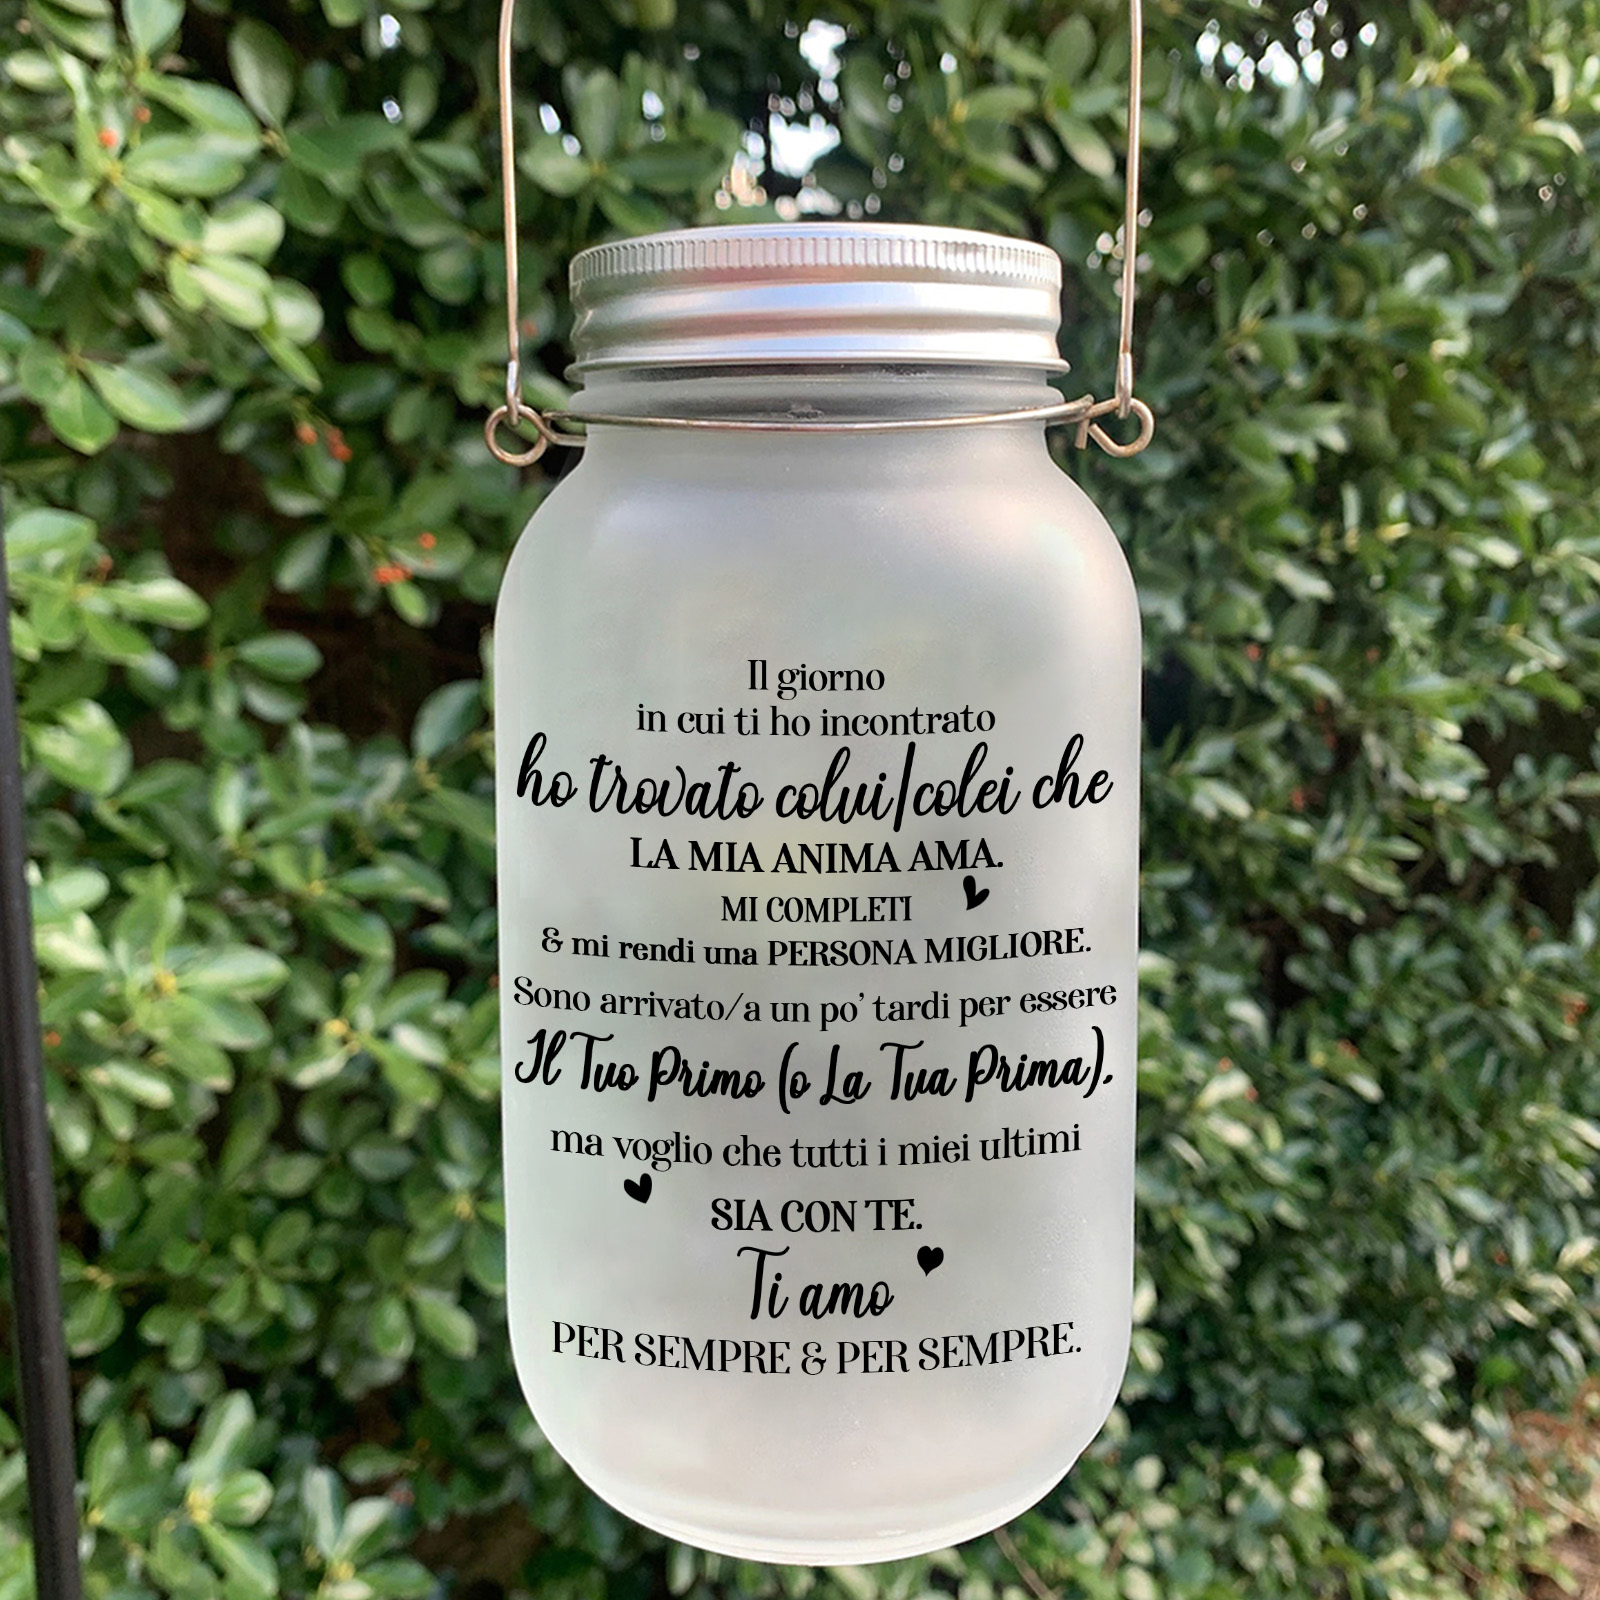 Il giorno
in cui ti ho incontrato
ho trovato colui/colei che
LA MIA ANIMA AMA.
MI COMPLETI
& mi rendi una PERSONA MIGLIORE.
Sono arrivato/a un po’ tardi per essere
Il Tuo Primo (o La Tua Prima),
ma voglio che tutti i miei ultimi
SIA CON TE.
Ti amo
PER SEMPRE & PER SEMPRE.